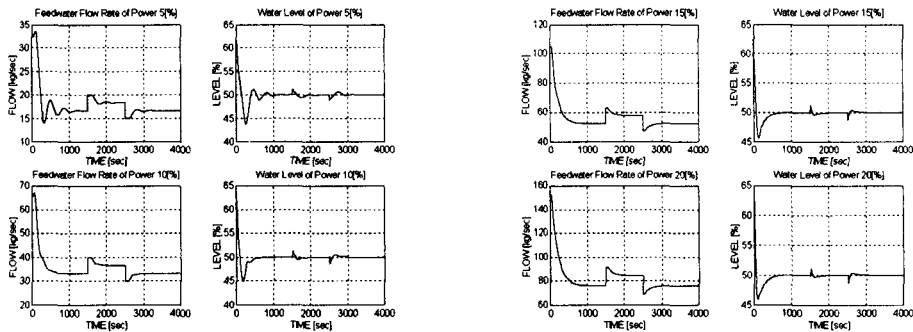 Feedwater Flow Rate of Power 5[%]
FLOW [kg/sec]
35
30
25
20
15
10
0 1000 2000 3000 4000
TIME [sec]
Water Level of Power 5[%]
LEVEL [%]
65
60
55
50
45
40
0 1000 2000 3000 4000
TIME [sec]
Feedwater Flow Rate of Power 15[%]
FLOW [kg/sec]
120
100
80
60
40
0 1000 2000 3000 4000
TIME [sec]
Water Level of Power 15[%]
LEVEL [%]
65
60
55
50
45
0 1000 2000 3000 4000
TIME [sec]
Feedwater Flow Rate of Power 10[%]
FLOW [kg/sec]
70
60
50
40
30
20
0 1000 2000 3000 4000
TIME [sec]
Water Level of Power 10[%]
LEVEL [%]
65
60
55
50
45
40
0 1000 2000 3000 4000
TIME [sec]
Feedwater Flow Rate of Power 20[%]
FLOW [kg/sec]
160
140
120
100
80
60
0 1000 2000 3000 4000
TIME [sec]
Water Level of Power 20[%]
LEVEL [%]
65
60
55
50
45
0 1000 2000 3000 4000
TIME [sec]